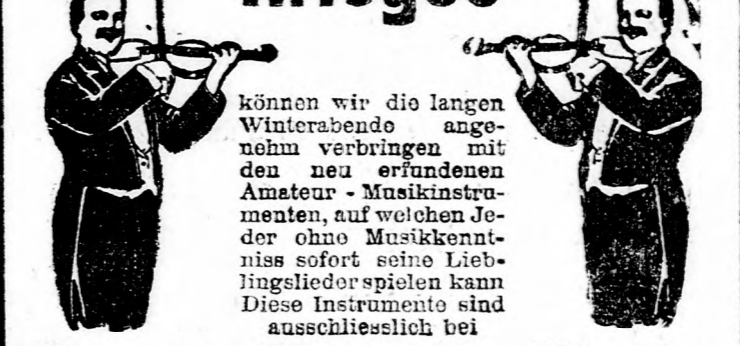 können wir die langen
Winterabende ange-
nehm verbringen mit
den neu erfundenen
Amateur - Musikinstru-
menten, auf welchen Je-
der ohne Musikkennt-
niss sofort seine Lieb-
lingslieder spielen kann
Diese Instrumente sind
ausschliesslich bei